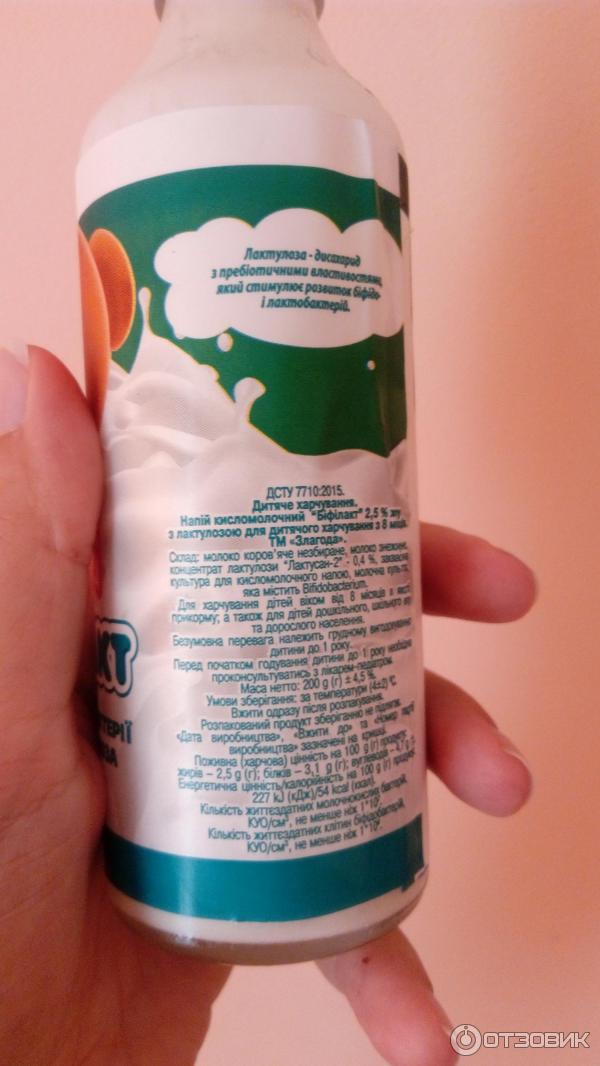 Лактулоза - дисахарид
з пребіотичними властивостями,
який стимулює розвиток біфідо-
і лактобактерій.
ДСТУ 7710:2015.
Дитяче харчування.
Напій кисломолочний "Біфілакт" 2,5 % жиру
з лактулозою для дитячого харчування з 8 місяців.
ТМ «Злагода».
Склад: молоко коров'яче незбиране, молоко знежирене,
концентрат лактулози "Лактусан-2" - 0,4 %, закваска
культура для кисломолочного напою, молочна культура,
яка містить Bifidobacterium.
Для харчування дітей віком від 8 місяців з якості
прикорму; а також для дітей дошкільного, шкільного віку
та дорослого населення.
Безумовна перевага належить грудному вигодовуванню
дитини до 1 року.
Перед початком годування дитини до 1 року необхідно
проконсультуватись з лікарем-педіатром.
Маса нетто: 200 g (г) ± 4,5 %.
Умови зберігання: за температури (4±2) °С.
Вжити одразу після розпакування.
Розпакований продукт зберіганню не підлягає.
«Дата виробництва», «Вжити до» та «Номер партії
виробництва» зазначені на кришці.
Поживна (харчова) цінність на 100 g (г) продукту:
жирів – 2,5 g (г); білків – 3,1 g (г); вуглеводів – 4,7 g
Енергетична цінність/калорійність на 100 g (г) продукту
227 kJ (кДж)/54 kcal (ккал).
Кількість життєздатних молочнокислих бактерій,
КУО/см³, не менше ніж
Кількість життєздатних клітин біфідобактерій,
КУО/см³, не менше ніж
КТ
ТЕРІЇ
ЗА
ОТЗОВИК